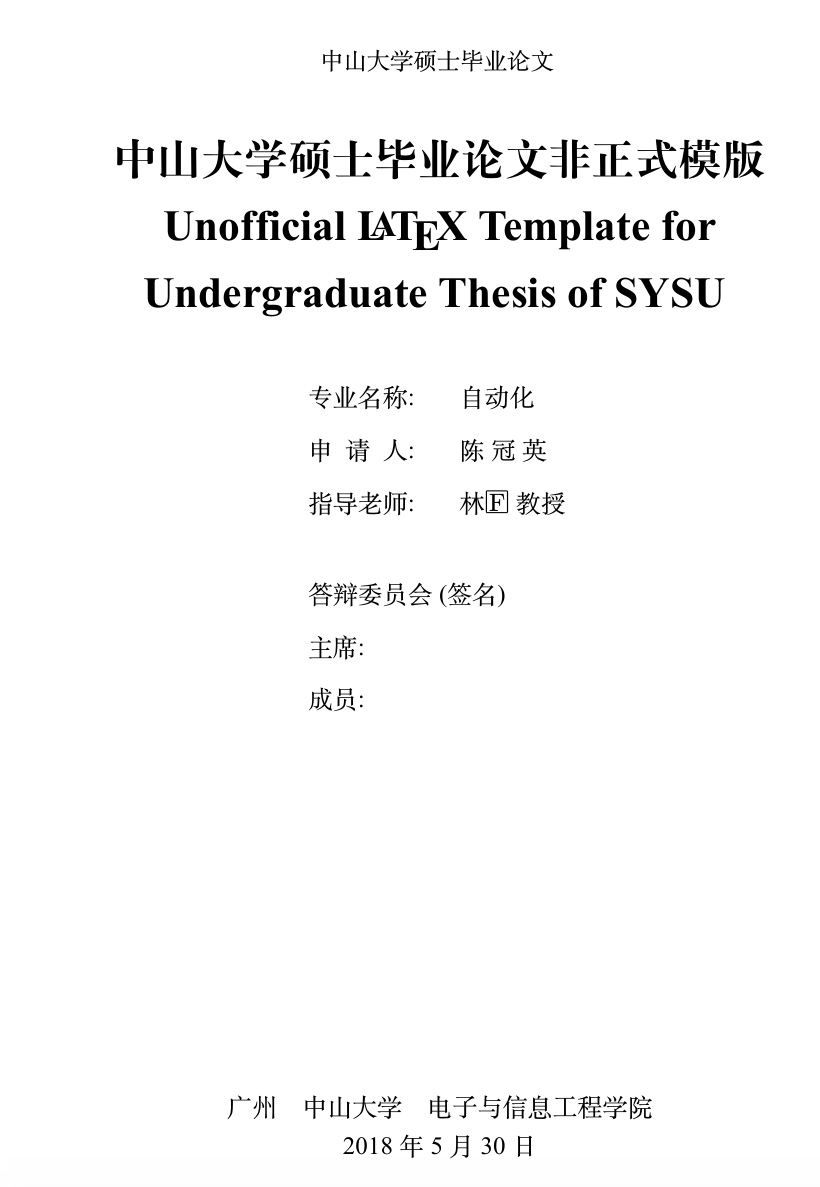 中山大学硕士毕业论文
中山大学硕士毕业论文非正式模版
Unofficial LATEX Template for
Undergraduate Thesis of SYSU
专业名称: 自动化
申 请 人: 陈 冠 英
指导老师: 林🄵 教授
答辩委员会 (签名)
主席:
成员:
广州 中山大学 电子与信息工程学院
2018 年 5 月 30 日